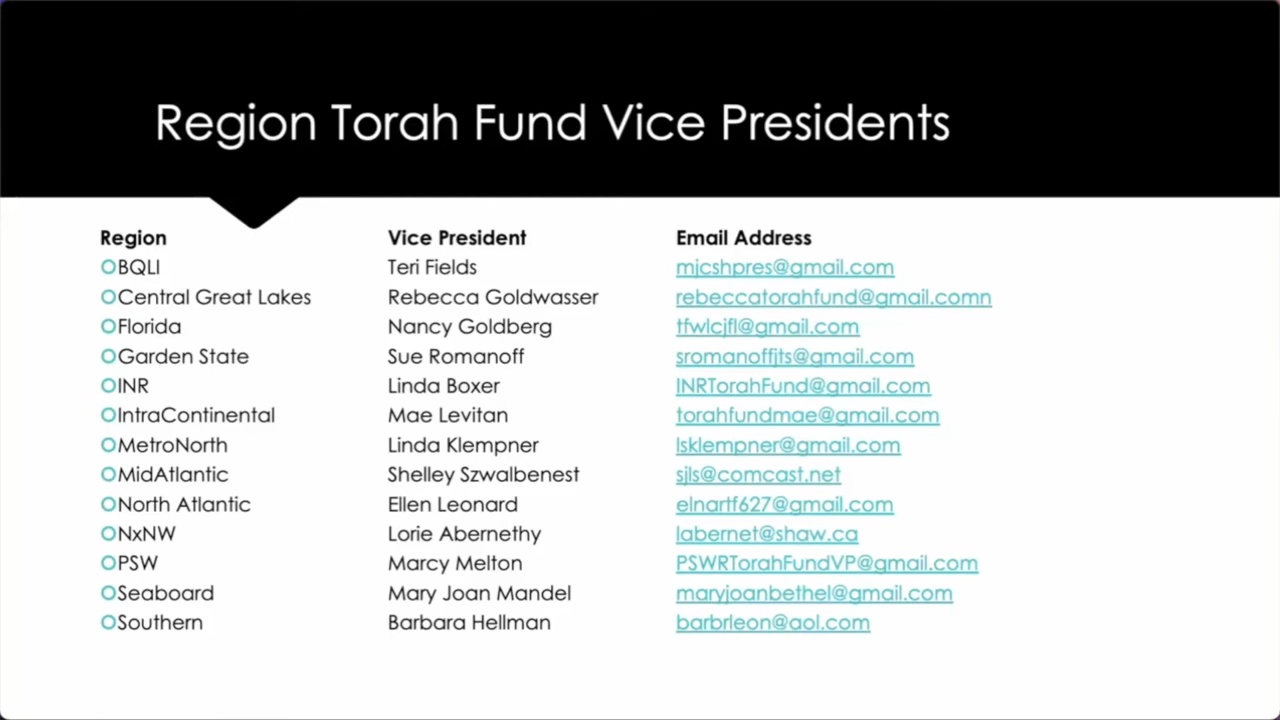 Region Torah Fund Vice Presidents
Region Vice President Email Address
BQLI Teri Fields mjcshpres@gmail.com
Central Great Lakes Rebecca Goldwasser rebeccatorahfund@gmail.comn
Florida Nancy Goldberg tfwlcjfl@gmail.com
Garden State Sue Romanoff sromanoffjts@gmail.com
INR Linda Boxer INRTorahFund@gmail.com
IntraContinental Mae Levitan torahfundmae@gmail.com
MetroNorth Linda Klempner lsklempner@gmail.com
MidAtlantic Shelley Szwalbenest sjls@comcast.net
North Atlantic Ellen Leonard elnartf627@gmail.com
NxNW Lorie Abernethy labernet@shaw.ca
PSW Marcy Melton PSWRTorahFundVP@gmail.com
Seaboard Mary Joan Mandel maryjoanbethel@gmail.com
Southern Barbara Hellman barbrleon@aol.com